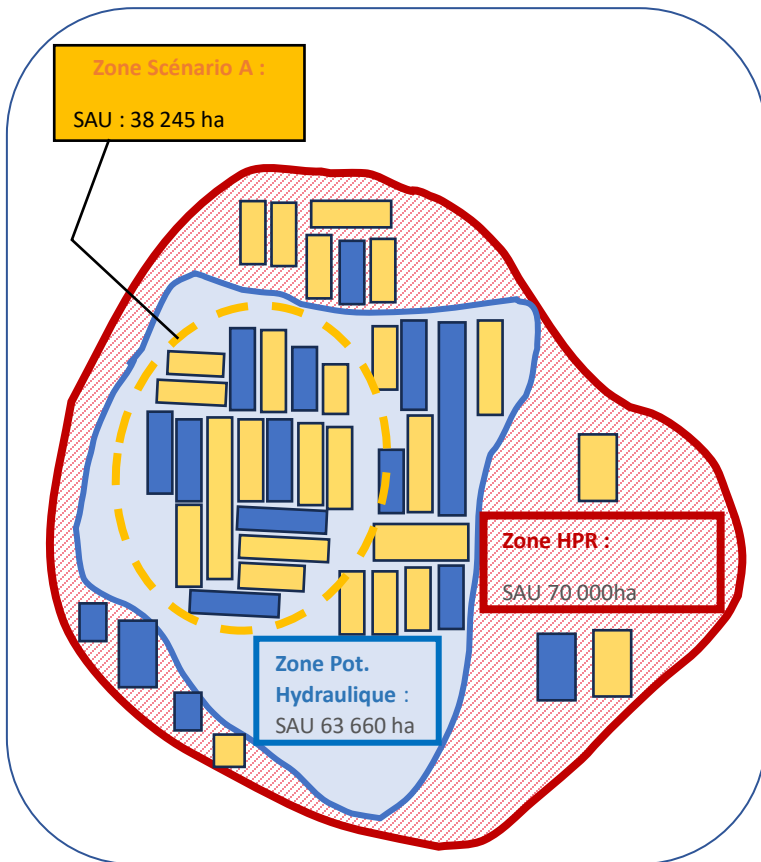 Zone Scénario A :
SAU : 38 245 ha
Zone HPR :
SAU 70 000ha
Zone Pot.
Hydraulique :
SAU 63 660 ha